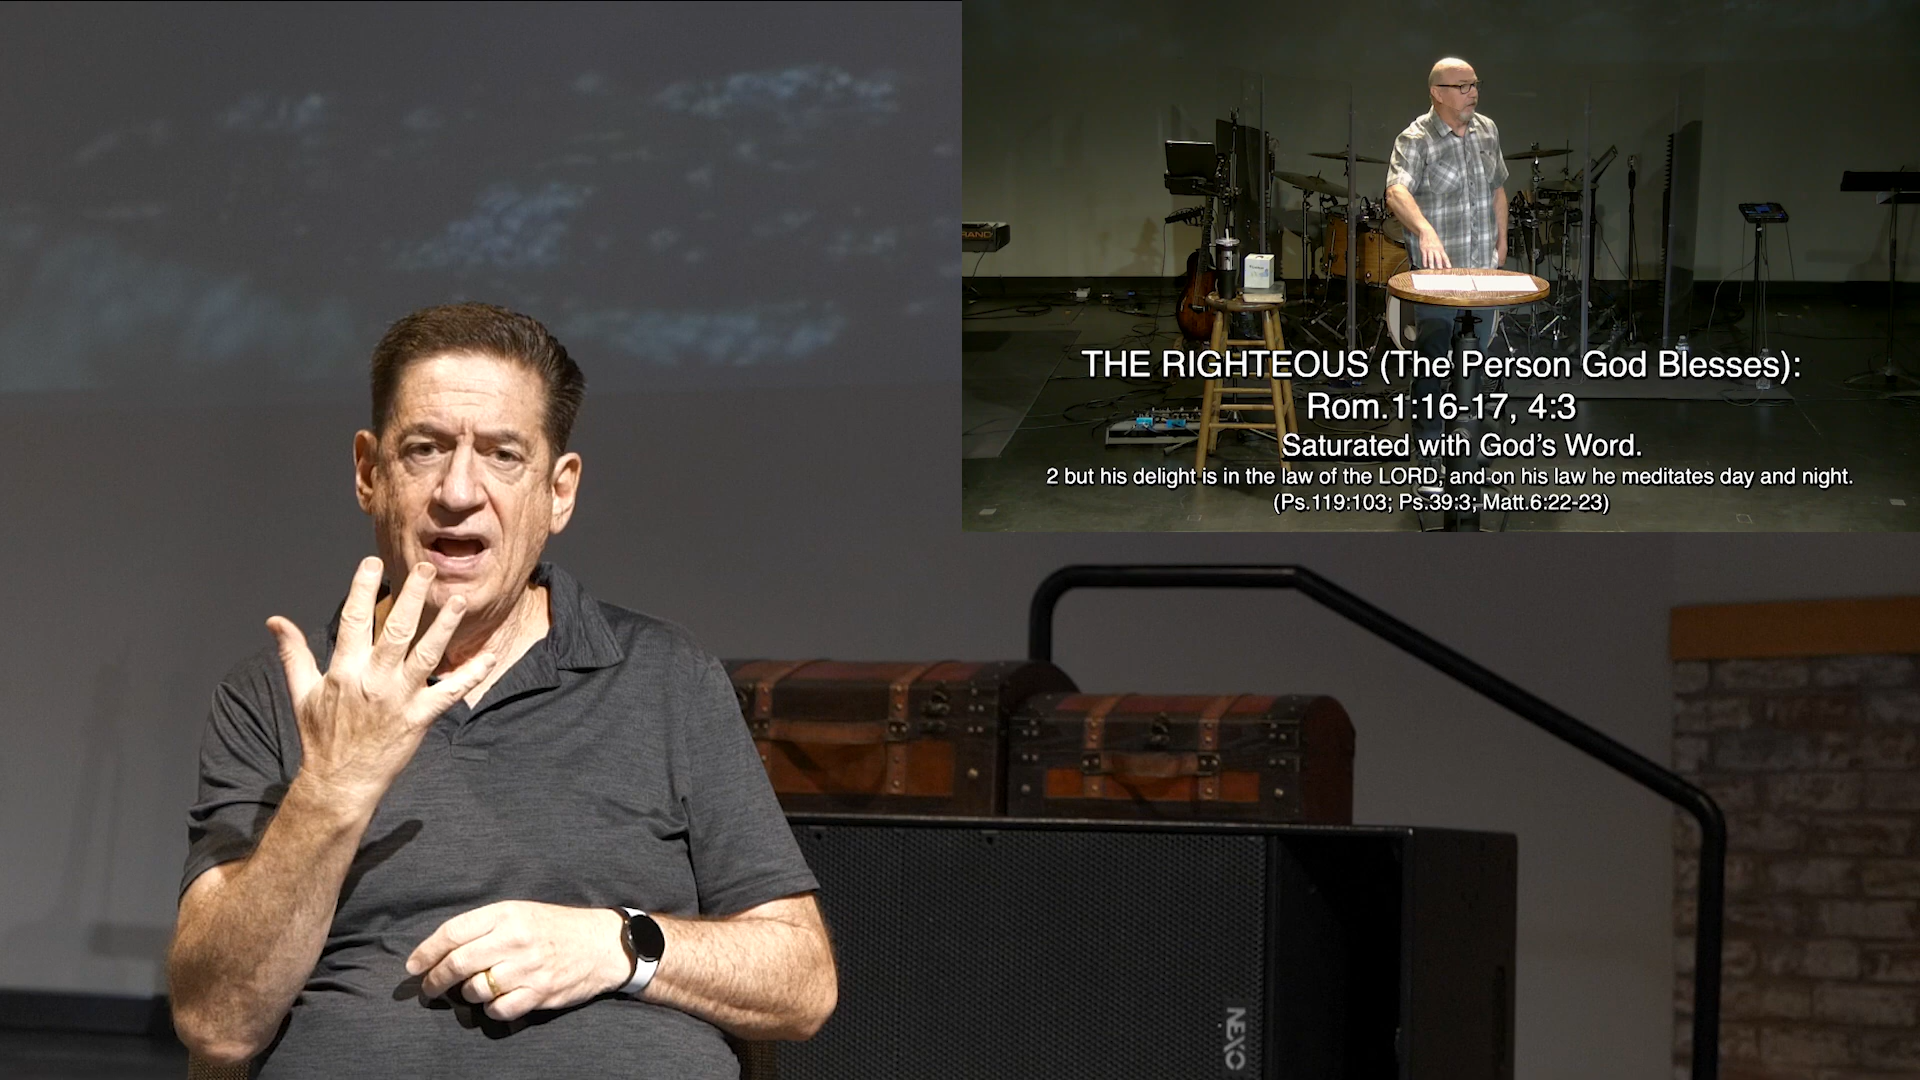 THE RIGHTEOUS (The Person God Blesses):
Rom.1:16-17, 4:3
Saturated with God's Word.
2 but his delight is in the law of the LORD, and on his law he meditates day and night.
(Ps.119:103; Ps.39:3; Matt.6:22-23)
NEXO